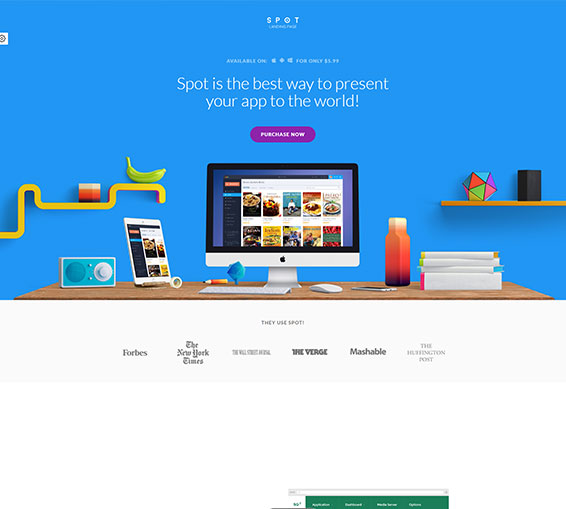 SPOT
LANDING PAGE
AVAILABLE ON: FOR ONLY $5.99
Spot is the best way to present
your app to the world!
PURCHASE NOW
THEY USE SPOT!
Forbes
The
New York
Times
THE WALL STREET JOURNAL
THE VERGE
Mashable
THE
HUFFINGTON
POST
Application Dashboard Media Server Options